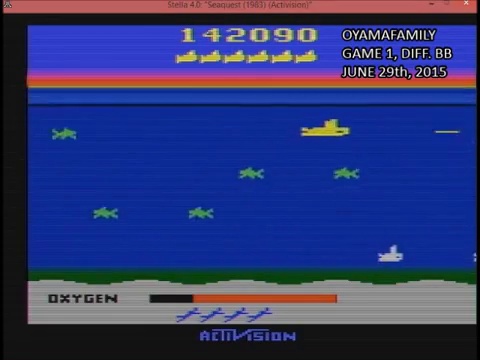 Stella 4.0: "Seaquest (1983) (Activision)"
142090
OYAMAFAMILY
GAME 1, DIFF. BB
JUNE 29th, 2015
OXYGEN
ACTIVISION